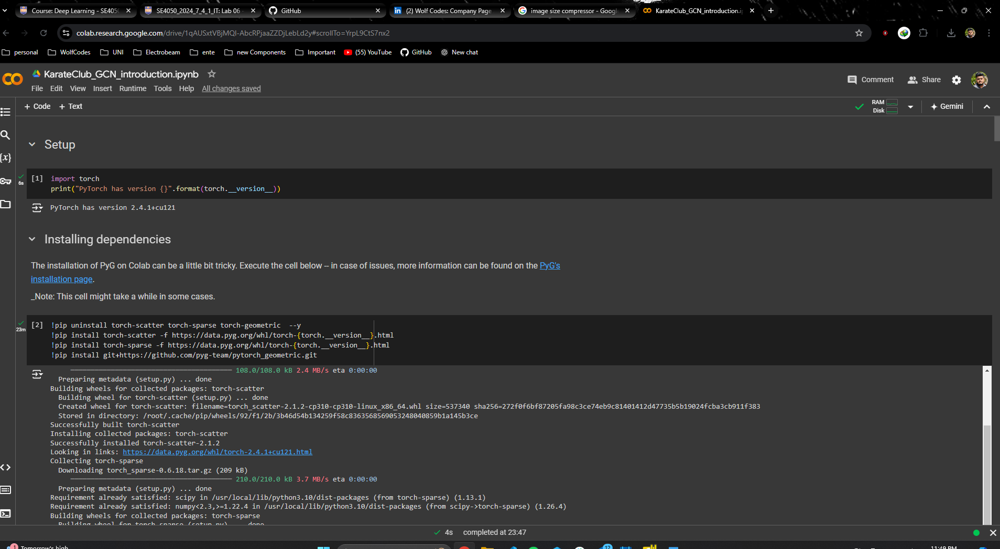 Course: Deep Learning - SE405
SE4050_2024_7_4_1_IT: Lab 06 -
GitHub
(2) Wolf Codes: Company Page
image size compressor - Googl
KarateClub_GCN_introduction.i
colab.research.google.com/drive/1qAUSxtVBjMQI-AbcRPjaaZZDjLebLd2y#scrollTo=YrpL9CtS7nx2
personal
WolfCodes
UNI
Electrobeam
ente
new Components
Important
(55) YouTube
GitHub
New chat
KarateClub_GCN_introduction.ipynb
Comment
Share
File Edit View Insert Runtime Tools Help All changes saved
+ Code + Text
RAM
Disk
Gemini
Setup
[1] import torch
6s
print("PyTorch has version {}".format(torch.__version__))
PyTorch has version 2.4.1+cu121
Installing dependencies
The installation of PyG on Colab can be a little bit tricky. Execute the cell below -- in case of issues, more information can be found on the PyG's
installation page.
_Note: This cell might take a while in some cases.
[2] !pip uninstall torch-scatter torch-sparse torch-geometric --y
23m
!pip install torch-scatter -f https://data.pyg.org/whl/torch-{torch.__version__}.html
!pip install torch-sparse -f https://data.pyg.org/whl/torch-{torch.__version__}.html
!pip install git+https://github.com/pyg-team/pytorch_geometric.git
108.0/108.0 kB 2.4 MB/s eta 0:00:00
Preparing metadata (setup.py) ... done
Building wheels for collected packages: torch-scatter
Building wheel for torch-scatter (setup.py) ... done
Created wheel for torch-scatter: filename=torch_scatter-2.1.2-cp310-cp310-linux_x86_64.whl size=537340 sha256=272f0f6bf87205fa98c3ce74eb9c81401412d47735b5b19024fcba3cb911f383
Stored in directory: /root/.cache/pip/wheels/92/f1/2b/3b46d54b134259f58c8363568569053248040859b1a145b3ce
Successfully built torch-scatter
Installing collected packages: torch-scatter
Successfully installed torch-scatter-2.1.2
Looking in links: https://data.pyg.org/whl/torch-2.4.1+cu121.html
Collecting torch-sparse
Downloading torch_sparse-0.6.18.tar.gz (209 kB)
210.0/210.0 kB 3.7 MB/s eta 0:00:00
Preparing metadata (setup.py) ... done
Requirement already satisfied: scipy in /usr/local/lib/python3.10/dist-packages (from torch-sparse) (1.13.1)
Requirement already satisfied: numpy<2.3,>=1.22.4 in /usr/local/lib/python3.10/dist-packages (from scipy->torch-sparse) (1.26.4)
Building wheels for collected packages: torch-sparse
Building wheel for torch-sparse (setup.py) ... done
4s completed at 23:47
1
Tomorrow's high
12
11:49 PM